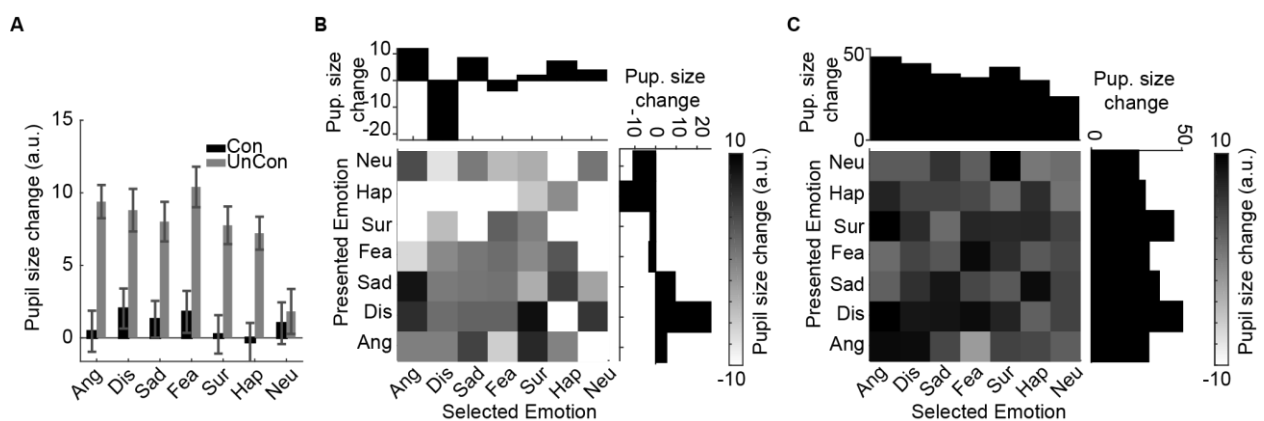 A
Pupil size change (a.u.)
15
10
5
0
Con
UnCon
Ang
Dis
Sad
Fea
Sur
Hap
Neu
B
Pup. size
change
10
0
-10
-20
Pup. size
change
-10
0
10
20
Presented Emotion
Neu
Hap
Sur
Fea
Sad
Dis
Ang
Ang
Dis
Sad
Fea
Sur
Hap
Neu
Selected Emotion
10
-10
Pupil size change (a.u.)
C
Pup. size
change
50
0
Pup. size
change
0
50
Presented Emotion
Neu
Hap
Sur
Fea
Sad
Dis
Ang
Ang
Dis
Sad
Fea
Sur
Hap
Neu
Selected Emotion
10
-10
Pupil size change (a.u.)